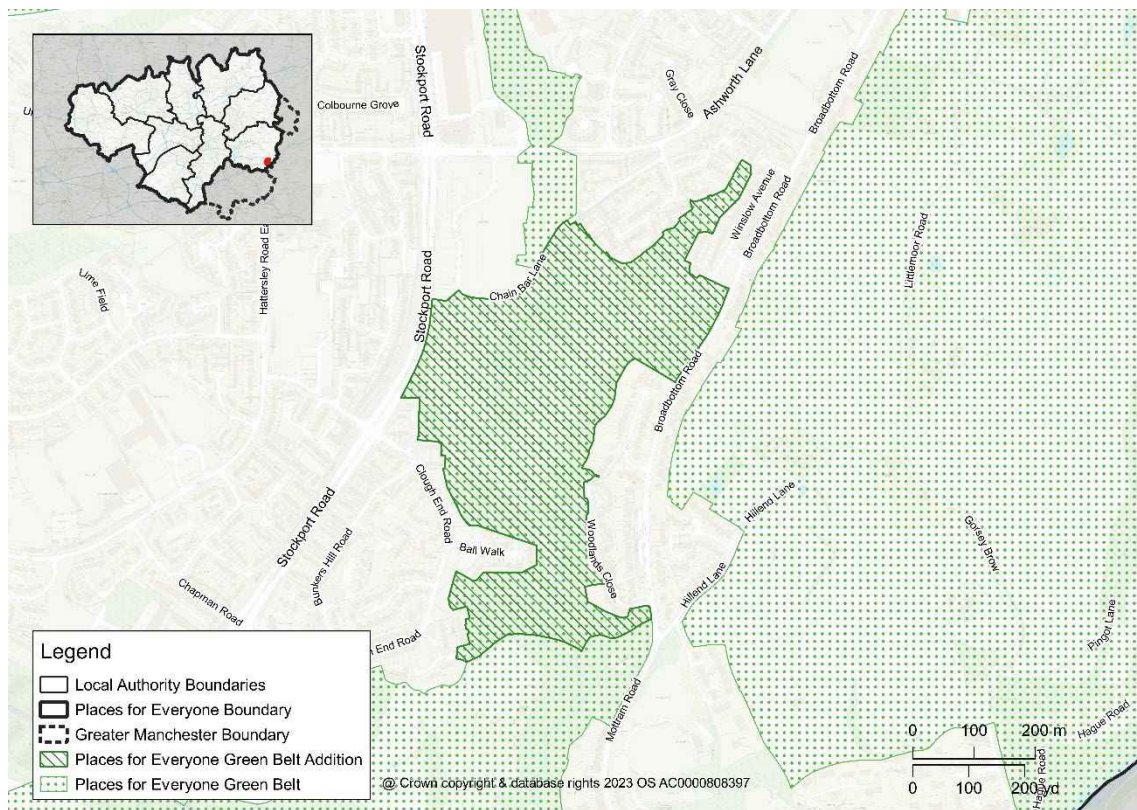 Stockport Road
Colbourne Grove
Gray Close
Ashworth Lane
Broadbottom Road
Winslow Avenue
Broadbottom Road
Littlemoor Road
Lime Field
Stockport Road
Chain Bar Lane
Broadbottom Road
Clough End Road
Stockport Road
Ball Walk
Woodlands Close
Hillend Lane
Gorsey Brow
Bunkers Hill Road
Chapman Road
Hillend Lane
End Road
Pingot Lane
Mottram Road
Hague Road
Hague Road
Legend
Local Authority Boundaries
Places for Everyone Boundary
Greater Manchester Boundary
Places for Everyone Green Belt Addition
Places for Everyone Green Belt
@ Crown copyright & database rights 2023 OS AC0000808397
0 100 200 m
0 100 200 yd